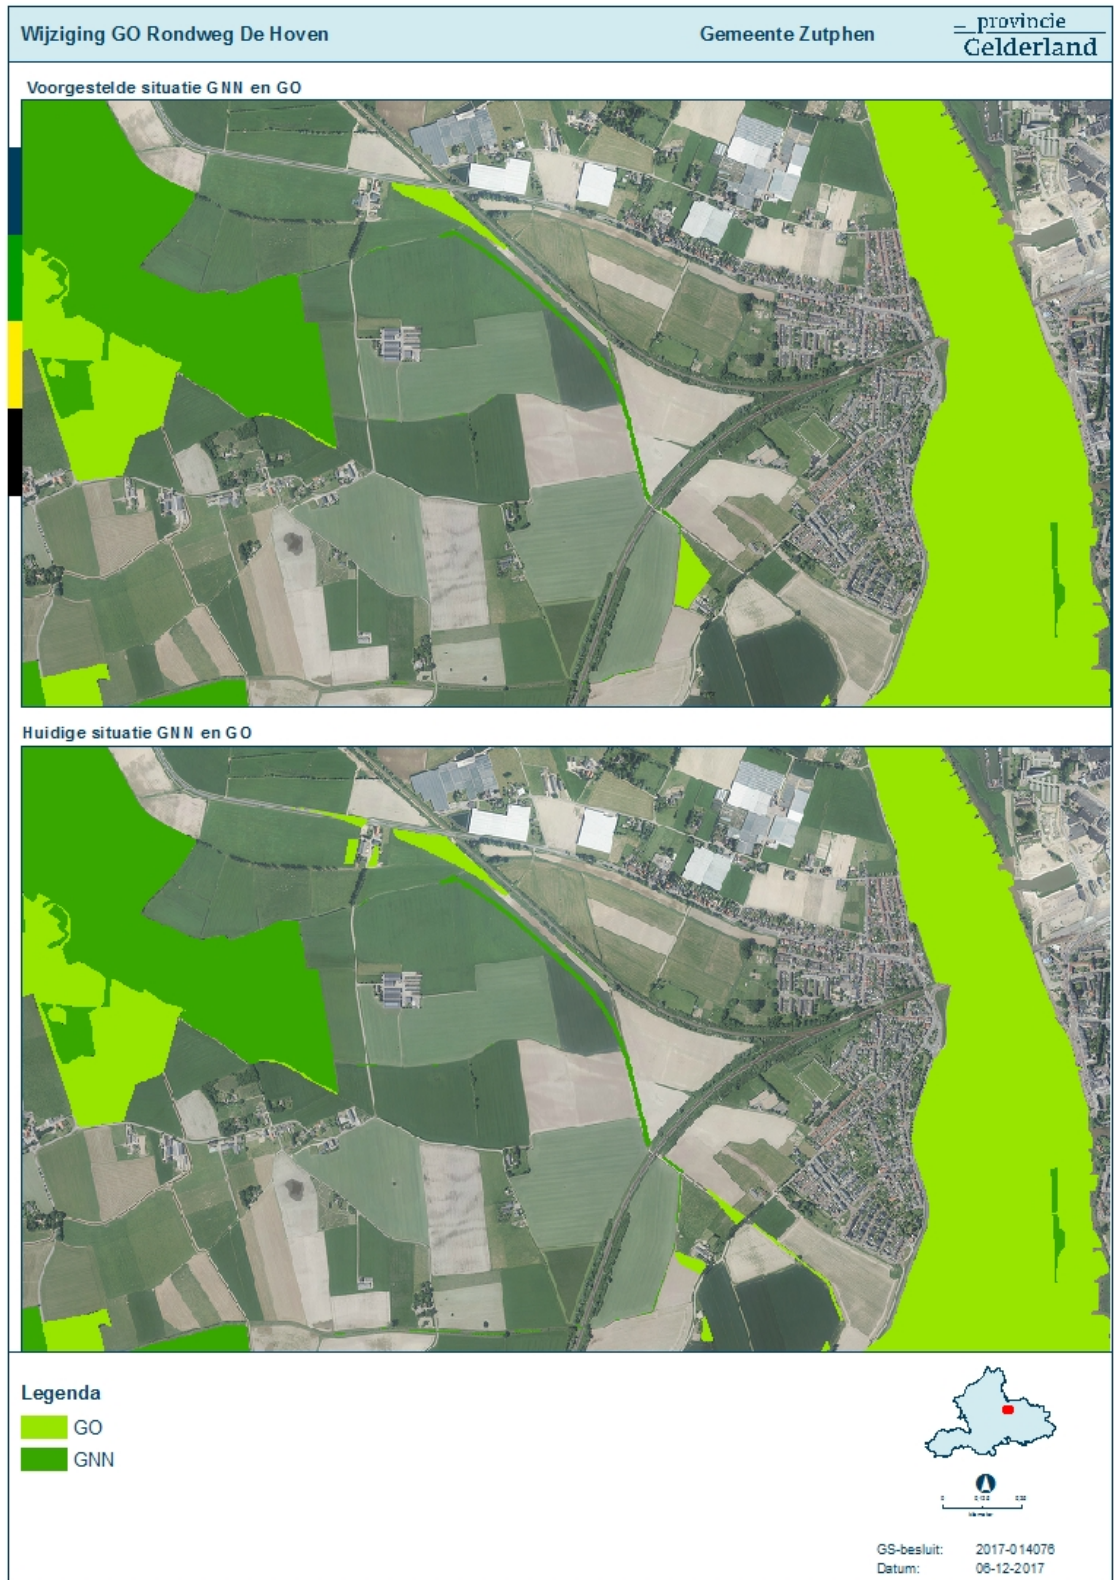 Wijziging GO Rondweg De Hoven
Gemeente Zutphen
provincie
Gelderland
Voorgestelde situatie GNN en GO
Huidige situatie GNN en GO
Legenda
GO
GNN
0
GS-besluit: 2017-014076
Datum: 06-12-2017